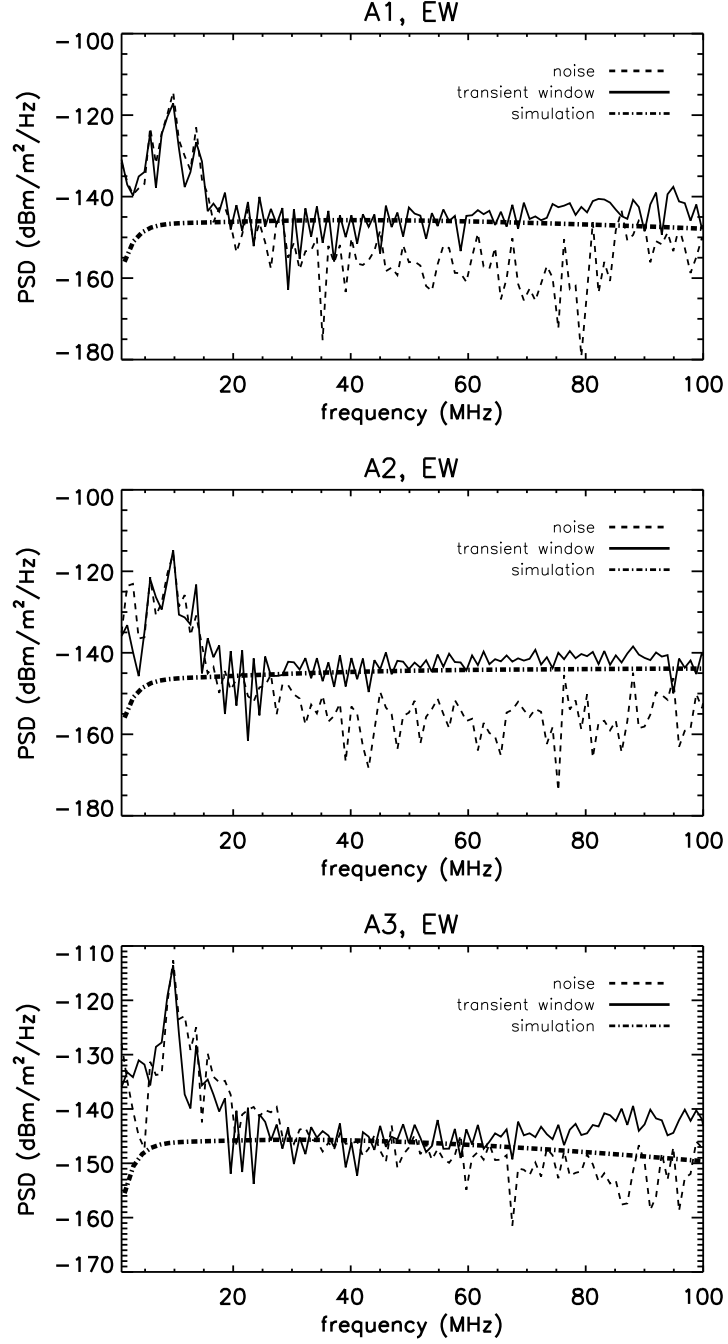 A1, EW
PSD (dBm/m²/Hz)
−100
−120
−140
−160
−180
noise
transient window
simulation
20 40 60 80 100
frequency (MHz)
A2, EW
PSD (dBm/m²/Hz)
−100
−120
−140
−160
−180
noise
transient window
simulation
20 40 60 80 100
frequency (MHz)
A3, EW
PSD (dBm/m²/Hz)
−110
−120
−130
−140
−150
−160
−170
noise
transient window
simulation
20 40 60 80 100
frequency (MHz)